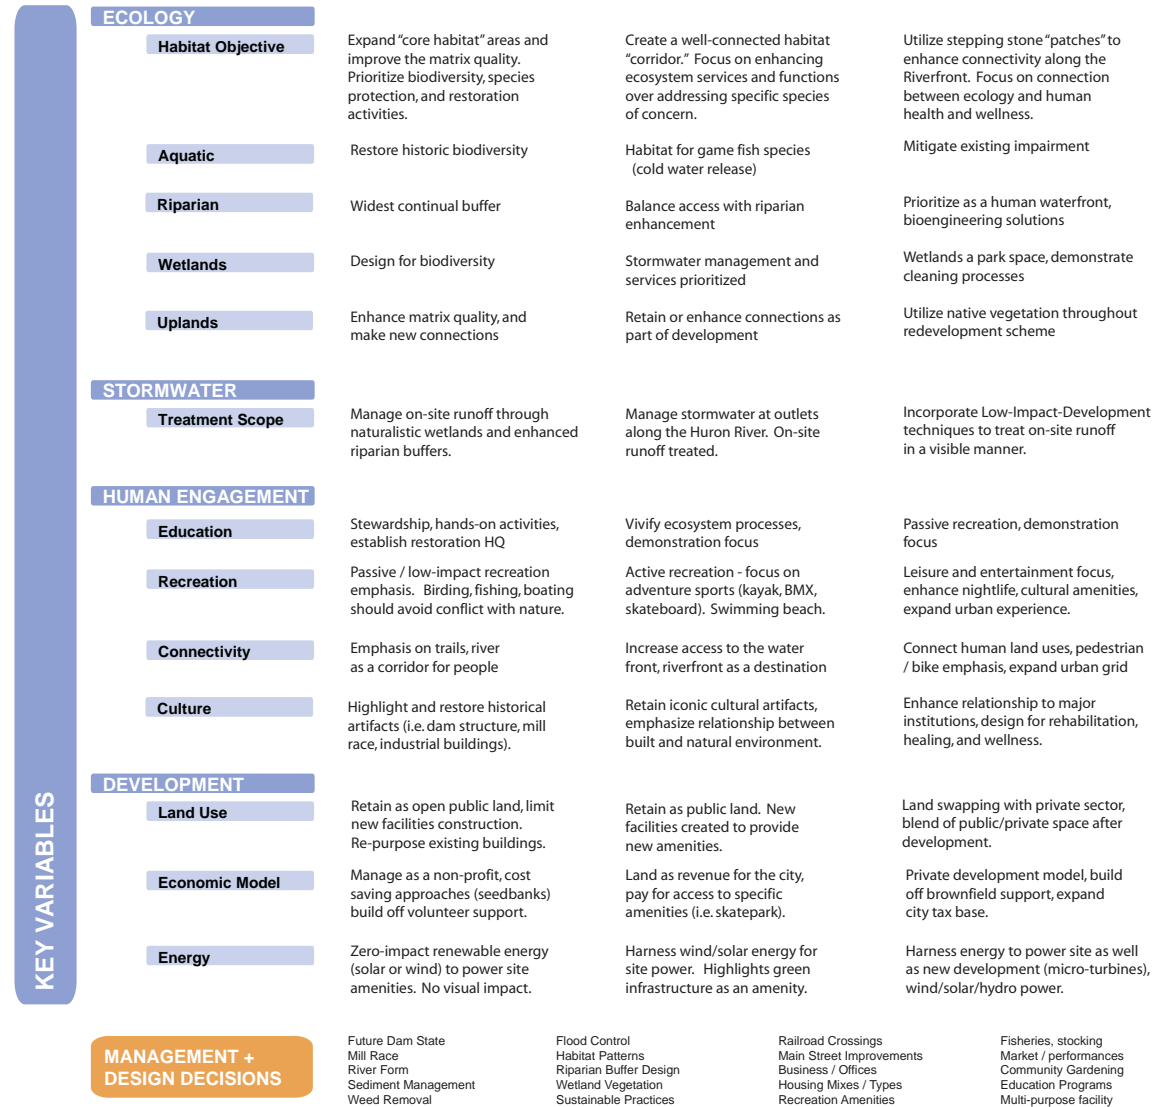 KEY VARIABLES
ECOLOGY
Habitat Objective
Expand “core habitat” areas and
improve the matrix quality.
Prioritize biodiversity, species
protection, and restoration
activities.
Create a well-connected habitat
“corridor.” Focus on enhancing
ecosystem services and functions
over addressing specific species
of concern.
Utilize stepping stone “patches” to
enhance connectivity along the
Riverfront. Focus on connection
between ecology and human
health and wellness.
Aquatic
Restore historic biodiversity
Habitat for game fish species
(cold water release)
Mitigate existing impairment
Riparian
Widest continual buffer
Balance access with riparian
enhancement
Prioritize as a human waterfront,
bioengineering solutions
Wetlands
Design for biodiversity
Stormwater management and
services prioritized
Wetlands a park space, demonstrate
cleaning processes
Uplands
Enhance matrix quality, and
make new connections
Retain or enhance connections as
part of development
Utilize native vegetation throughout
redevelopment scheme
STORMWATER
Treatment Scope
Manage on-site runoff through
naturalistic wetlands and enhanced
riparian buffers.
Manage stormwater at outlets
along the Huron River. On-site
runoff treated.
Incorporate Low-Impact-Development
techniques to treat on-site runoff
in a visible manner.
HUMAN ENGAGEMENT
Education
Stewardship, hands-on activities,
establish restoration HQ
Vivify ecosystem processes,
demonstration focus
Passive recreation, demonstration
focus
Recreation
Passive / low-impact recreation
emphasis. Birding, fishing, boating
should avoid conflict with nature.
Active recreation - focus on
adventure sports (kayak, BMX,
skateboard). Swimming beach.
Leisure and entertainment focus,
enhance nightlife, cultural amenities,
expand urban experience.
Connectivity
Emphasis on trails, river
as a corridor for people
Increase access to the water
front, riverfront as a destination
Connect human land uses, pedestrian
/ bike emphasis, expand urban grid
Culture
Highlight and restore historical
artifacts (i.e. dam structure, mill
race, industrial buildings).
Retain iconic cultural artifacts,
emphasize relationship between
built and natural environment.
Enhance relationship to major
institutions, design for rehabilitation,
healing, and wellness.
DEVELOPMENT
Land Use
Retain as open public land, limit
new facilities construction.
Re-purpose existing buildings.
Retain as public land. New
facilities created to provide
new amenities.
Land swapping with private sector,
blend of public/private space after
development.
Economic Model
Manage as a non-profit, cost
saving approaches (seedbanks)
build off volunteer support.
Land as revenue for the city,
pay for access to specific
amenities (i.e. skatepark).
Private development model, build
off brownfield support, expand
city tax base.
Energy
Zero-impact renewable energy
(solar or wind) to power site
amenities. No visual impact.
Harness wind/solar energy for
site power. Highlights green
infrastructure as an amenity.
Harness energy to power site as well
as new development (micro-turbines),
wind/solar/hydro power.
MANAGEMENT +
DESIGN DECISIONS
Future Dam State
Mill Race
River Form
Sediment Management
Weed Removal
Flood Control
Habitat Patterns
Riparian Buffer Design
Wetland Vegetation
Sustainable Practices
Railroad Crossings
Main Street Improvements
Business / Offices
Housing Mixes / Types
Recreation Amenities
Fisheries, stocking
Market / performances
Community Gardening
Education Programs
Multi-purpose facility